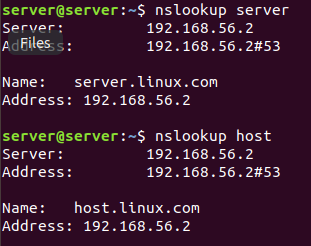 server@server:~$ nslookup server
Server: 192.168.56.2
Files
Address: 192.168.56.2#53
Name: server.linux.com
Address: 192.168.56.2
server@server:~$ nslookup host
Server: 192.168.56.2
Address: 192.168.56.2#53
Name: host.linux.com
Address: 192.168.56.2